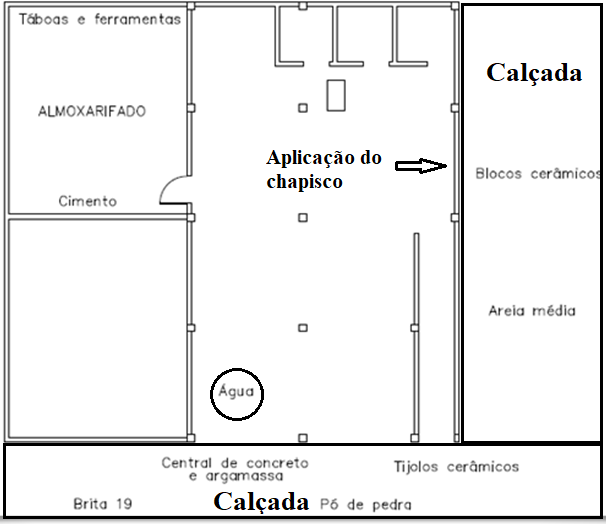 Táboas e ferramentas
Calçada
ALMOXARIFADO
Aplicação do
chapisco
Blocos cerâmicos
Cimento
Areia média
Água
Central de concreto
e argamassa
Tijolos cerâmicos
Brita 19
Calçada
Pó de pedra